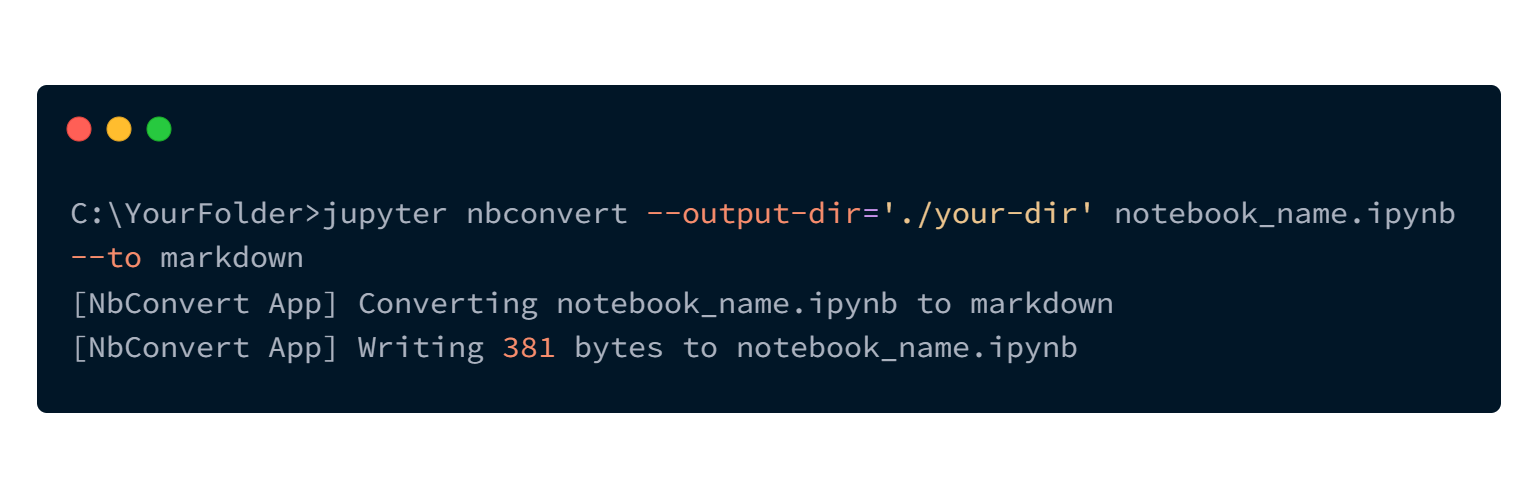 C:\YourFolder>jupyter nbconvert --output-dir='./your-dir' notebook_name.ipynb
--to markdown
[NbConvert App] Converting notebook_name.ipynb to markdown
[NbConvert App] Writing 381 bytes to notebook_name.ipynb